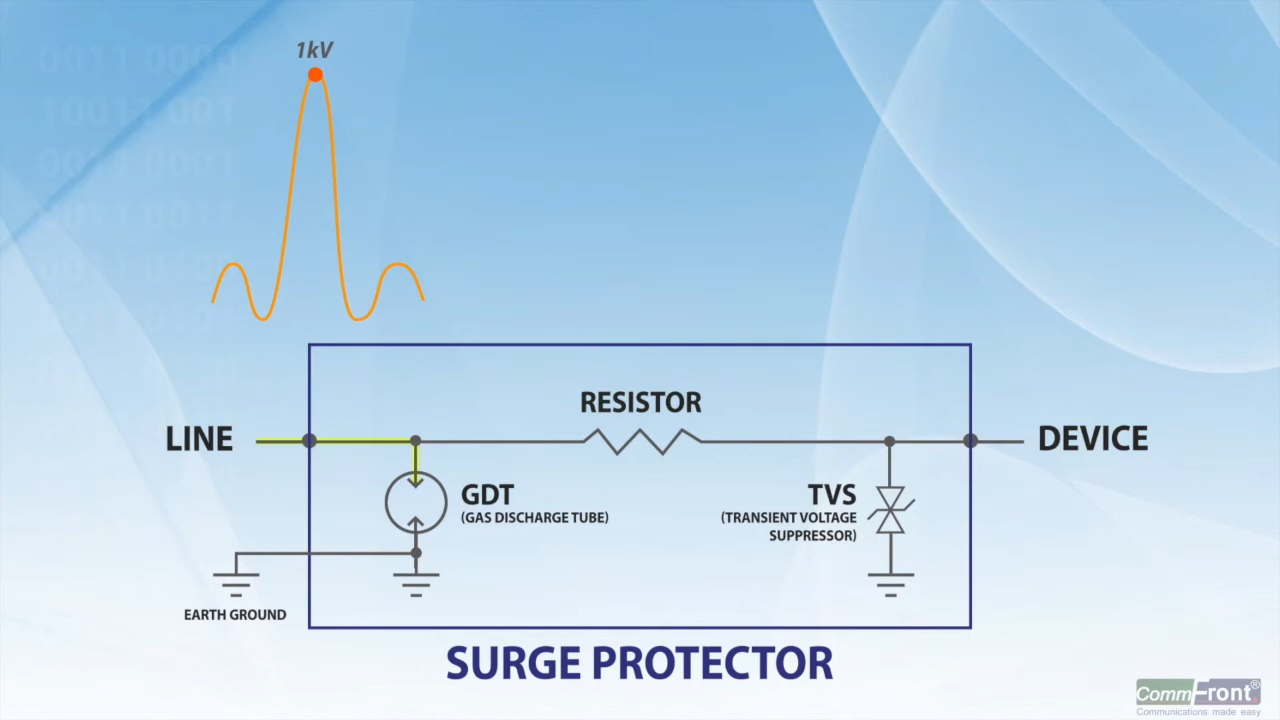 1kV
RESISTOR
LINE
DEVICE
GDT
(GAS DISCHARGE TUBE)
TVS
(TRANSIENT VOLTAGE
SUPPRESSOR)
EARTH GROUND
SURGE PROTECTOR
CommFront®
Communications made easy